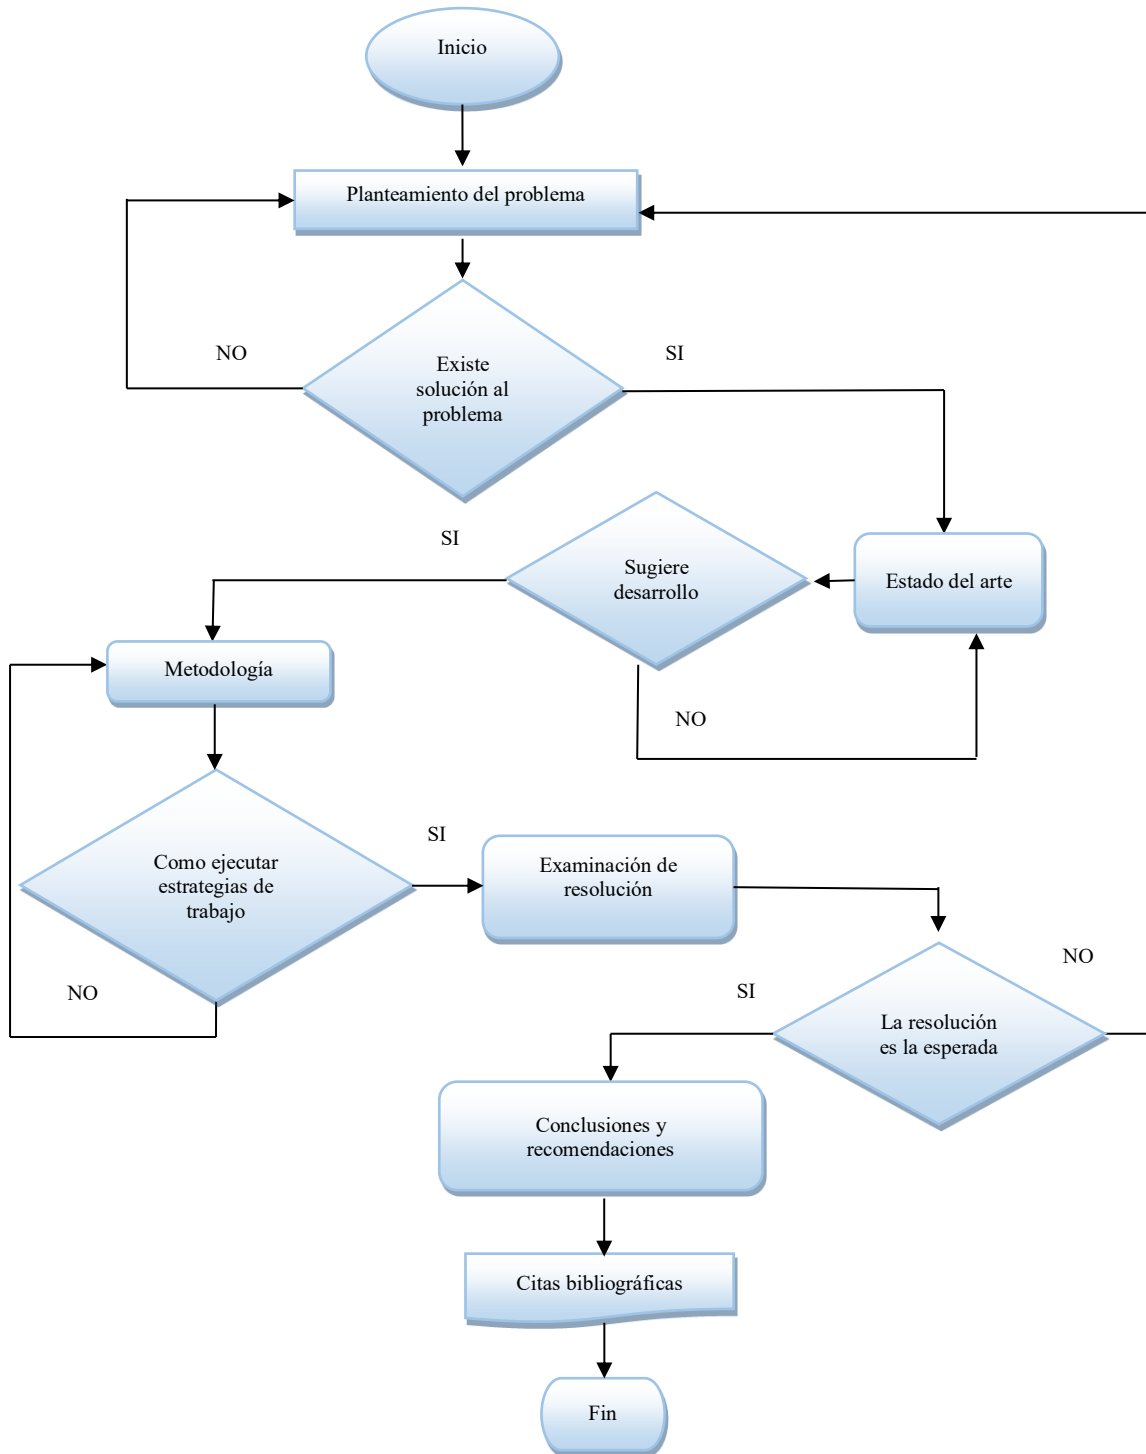 Inicio
Planteamiento del problema
NO
SI
Existe
solución al
problema
SI
Sugiere
desarrollo
Estado del arte
Metodología
NO
SI
Como ejecutar
estrategias de
trabajo
Examinación de
resolución
NO
NO
SI
La resolución
es la esperada
Conclusiones y
recomendaciones
Citas bibliográficas
Fin